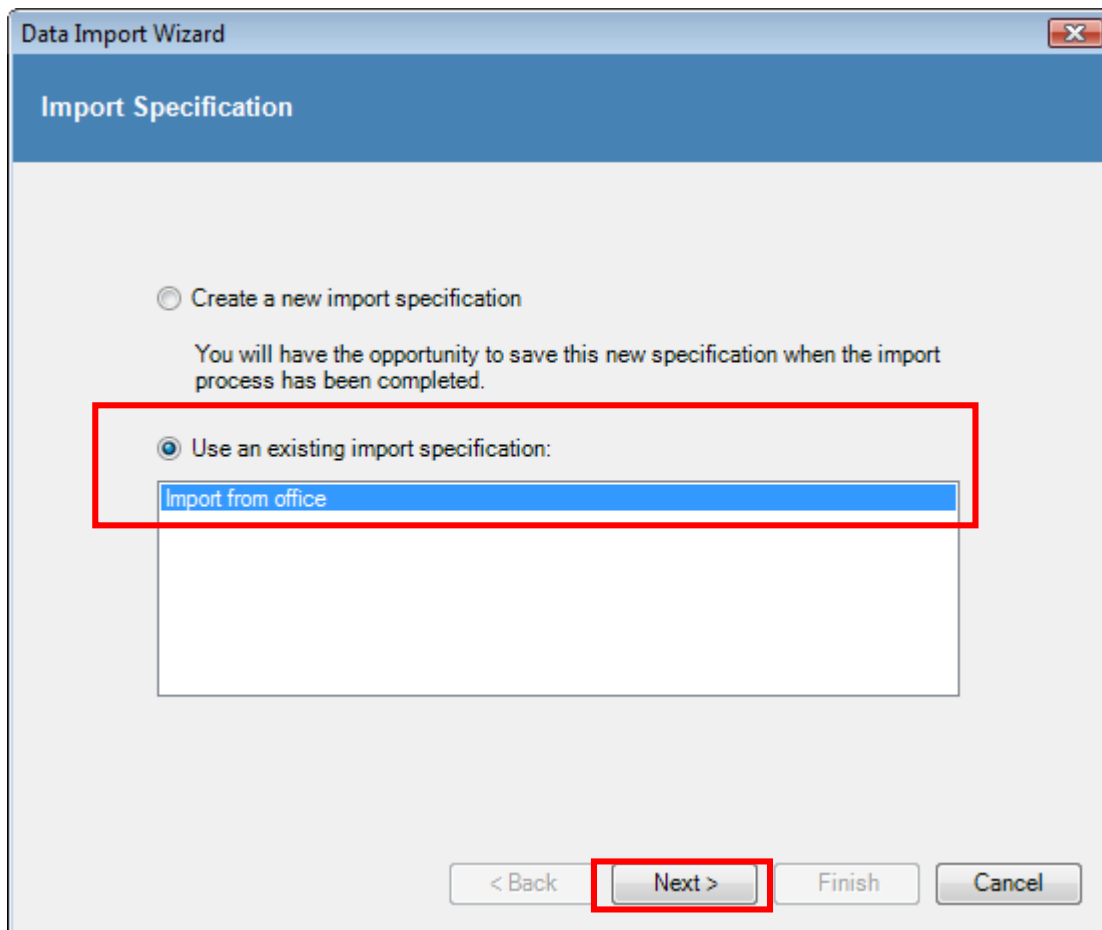 Data Import Wizard
Import Specification
Create a new import specification
You will have the opportunity to save this new specification when the import
process has been completed.
Use an existing import specification:
Import from office
< Back
Next >
Finish
Cancel